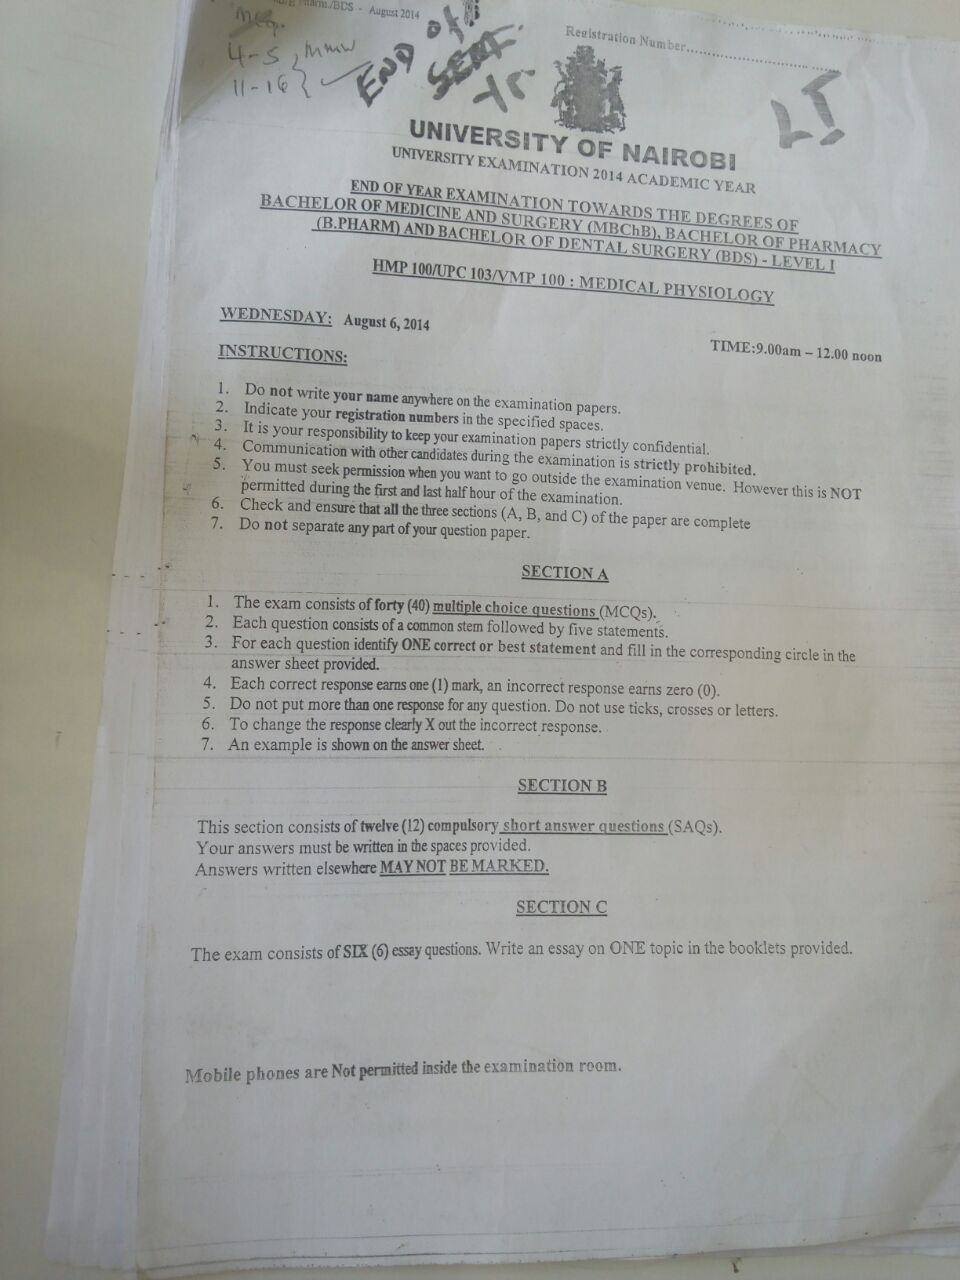 Pharm./BDS - August 2014
Registration Number
4-5
11-16
END of
LI
UNIVERSITY OF NAIROBI
UNIVERSITY EXAMINATION 2014 ACADEMIC YEAR
END OF YEAR EXAMINATION TOWARDS THE DEGREES OF
BACHELOR OF MEDICINE AND SURGERY (MBChB), BACHELOR OF PHARMACY
(B.PHARM) AND BACHELOR OF DENTAL SURGERY (BDS) - LEVEL I
HMP 100/UPC 103/VMP 100 : MEDICAL PHYSIOLOGY
WEDNESDAY: August 6, 2014
TIME:9.00am – 12.00 noon
INSTRUCTIONS:
1. Do not write your name anywhere on the examination papers.
2. Indicate your registration numbers in the specified spaces.
3. It is your responsibility to keep your examination papers strictly confidential.
4. Communication with other candidates during the examination is strictly prohibited.
5. You must seek permission when you want to go outside the examination venue. However this is NOT
permitted during the first and last half hour of the examination.
6. Check and ensure that all the three sections (A, B, and C) of the paper are complete
7. Do not separate any part of your question paper.
SECTION A
1. The exam consists of forty (40) multiple choice questions (MCQs).
2. Each question consists of a common stem followed by five statements.
3. For each question identify ONE correct or best statement and fill in the corresponding circle in the
answer sheet provided.
4. Each correct response earns one (1) mark, an incorrect response earns zero (0).
5. Do not put more than one response for any question. Do not use ticks, crosses or letters.
6. To change the response clearly X out the incorrect response.
7. An example is shown on the answer sheet.
SECTION B
This section consists of twelve (12) compulsory short answer questions (SAQs).
Your answers must be written in the spaces provided.
Answers written elsewhere MAY NOT BE MARKED.
SECTION C
The exam consists of SIX (6) essay questions. Write an essay on ONE topic in the booklets provided.
Mobile phones are Not permitted inside the examination room.